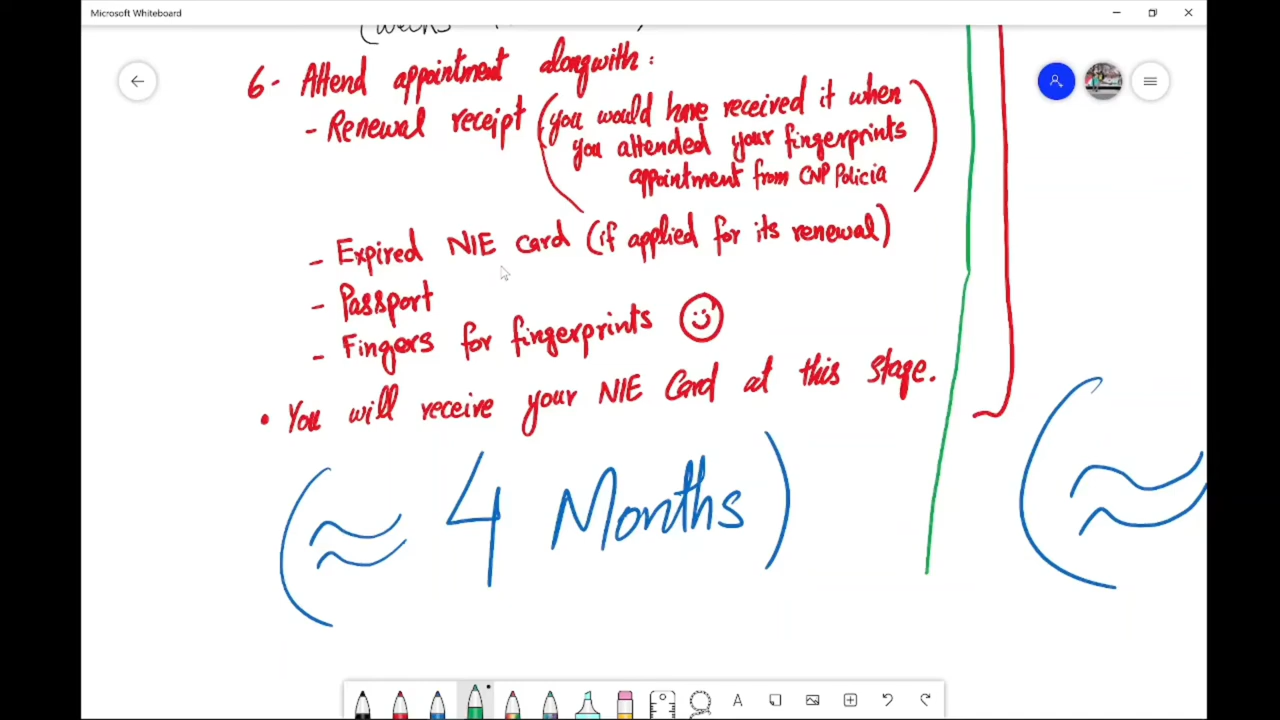 Microsoft Whiteboard
(weeks
6- Attend appointment alongwith:
- Renewal receipt (you would have received it when
you attended your fingerprints
appointment from CNP Policia)
- Expired NIE card (if applied for its renewal)
- Passport
- Fingers for fingerprints
• You will receive your NIE Card at this stage.
(≈ 4 Months)
(≈
A